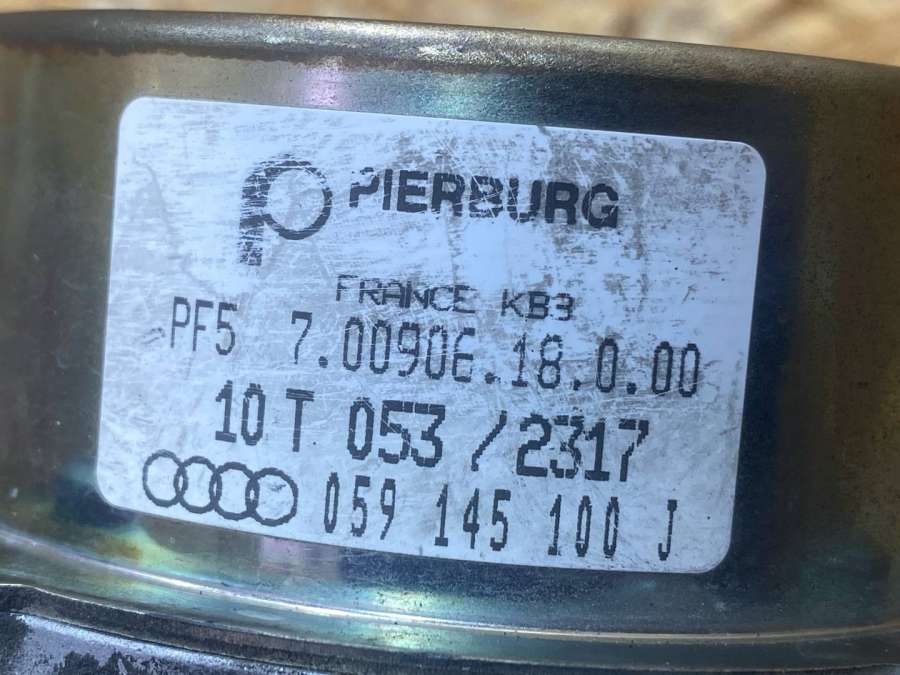 PIERBURG
FRANCE KB3
PF5 7.00906.18.0.00
10 T 053 / 2317
059 145 100 J